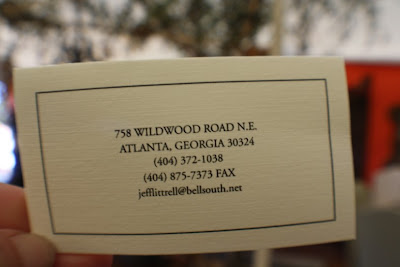 758 WILDWOOD ROAD N.E.
ATLANTA, GEORGIA 30324
(404) 372-1038
(404) 875-7373 FAX
jefflittrell@bellsouth.net